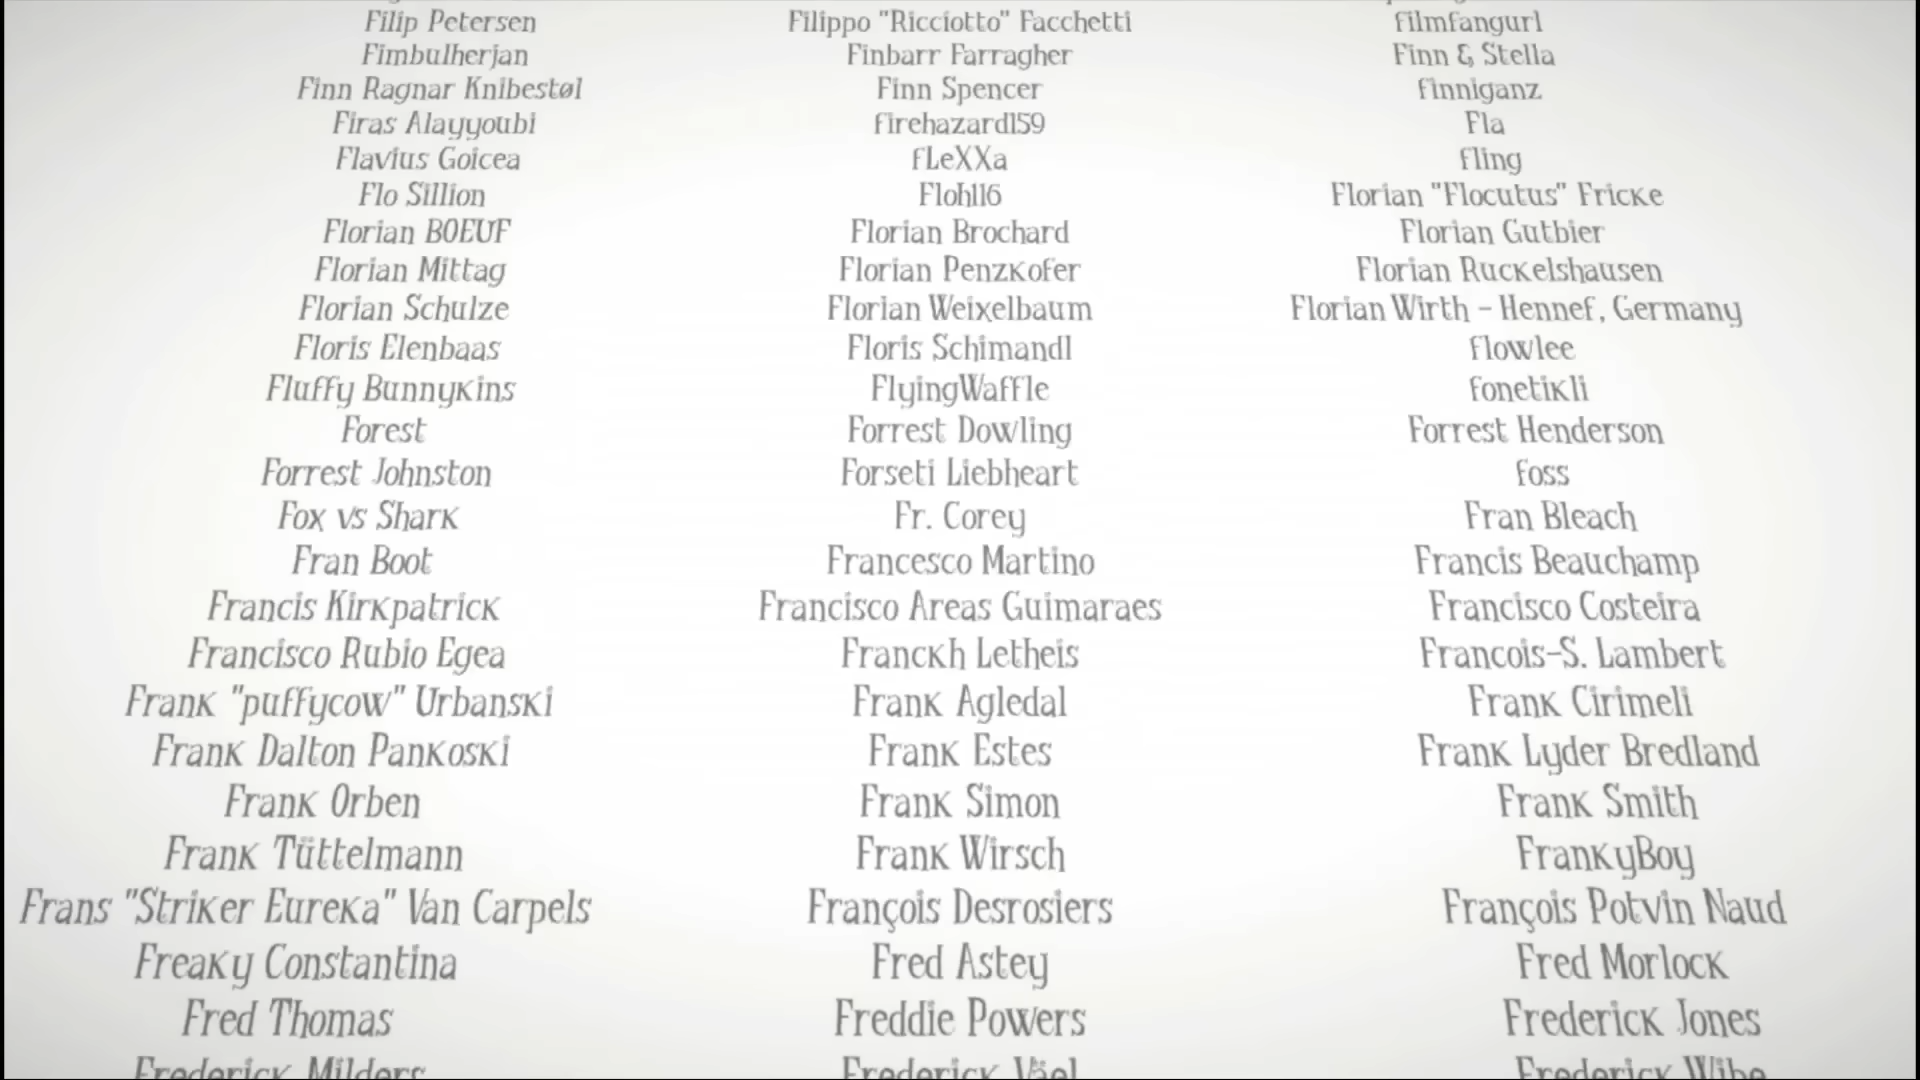 Filip Petersen Filippo "Ricciotto" Facchetti filmfangurl
Fimbulherjan Finbarr Farragher Finn & Stella
Finn Ragnar Knibestøl Finn Spencer finniganz
Firas Alayyoubi firehazard159 Fla
Flavius Goicea fLeXXa fling
Flo Sillion Floh116 Florian "Flocutus" Fricke
Florian BOEUF Florian Brochard Florian Gutbier
Florian Mittag Florian Penzkofer Florian Ruckelshausen
Florian Schulze Florian Weixelbaum Florian Wirth - Hennef, Germany
Floris Elenbaas Floris Schimandl flowlee
Fluffy Bunnykins FlyingWaffle fonetikli
Forest Forrest Dowling Forrest Henderson
Forrest Johnston Forseti Liebheart foss
Fox vs Shark Fr. Corey Fran Bleach
Fran Boot Francesco Martino Francis Beauchamp
Francis Kirkpatrick Francisco Areas Guimaraes Francisco Costeira
Francisco Rubio Egea Franckh Letheis Francois-S. Lambert
Frank "puffycow" Urbanski Frank Agledal Frank Cirimeli
Frank Dalton Pankoski Frank Estes Frank Lyder Bredland
Frank Orben Frank Simon Frank Smith
Frank Tüttelmann Frank Wirsch FrankyBoy
Frans "Striker Eureka" Van Carpels François Desrosiers François Potvin Naud
Freaky Constantina Fred Astey Fred Morlock
Fred Thomas Freddie Powers Frederick Jones
Frederick Milders Frederick Väel Frederick Wibe